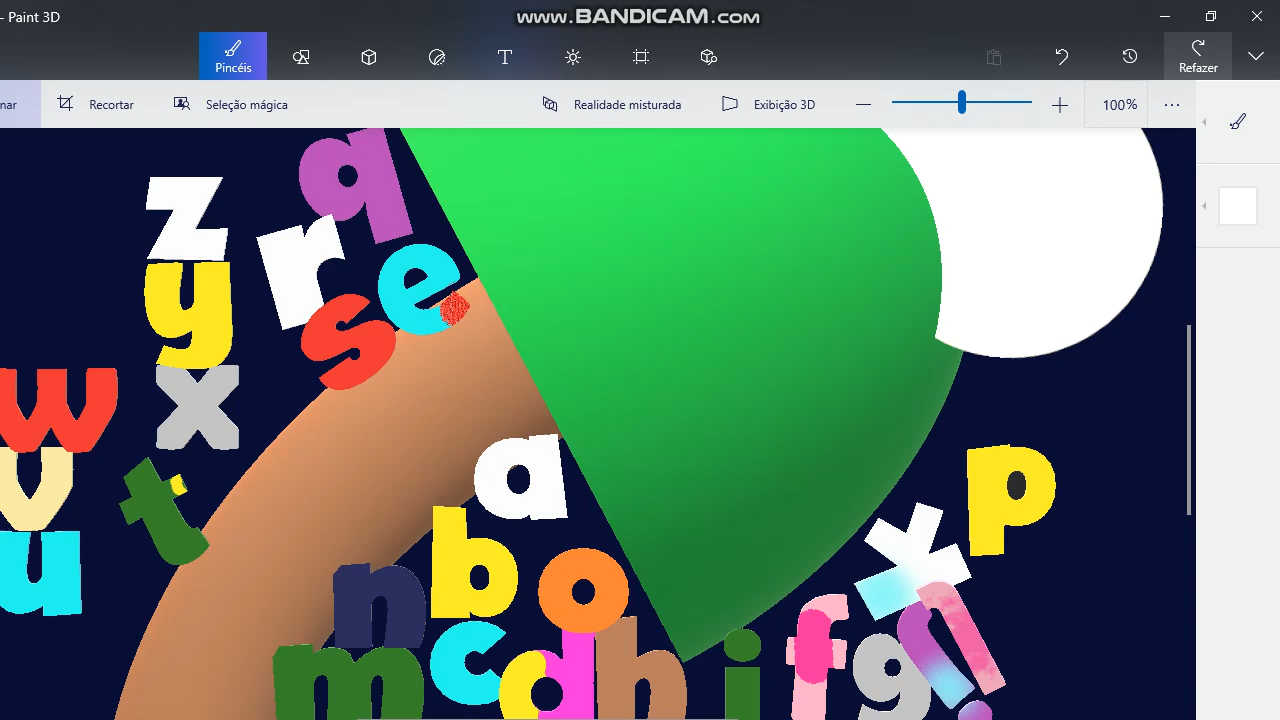 - Paint 3D
www.BANDICAM.com
Pincéis
Refazer
nar
Recortar
Seleção mágica
Realidade misturada
Exibição 3D
100%
q
z
r
e
y
s
w
x
a
p
v
t
k
b
u
n
o
c
f
m
d
h
i
g